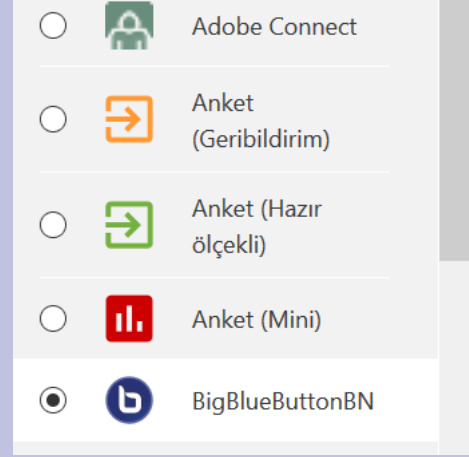 Adobe Connect
Anket
(Geribildirim)
Anket (Hazır
ölçekli)
Anket (Mini)
BigBlueButtonBN